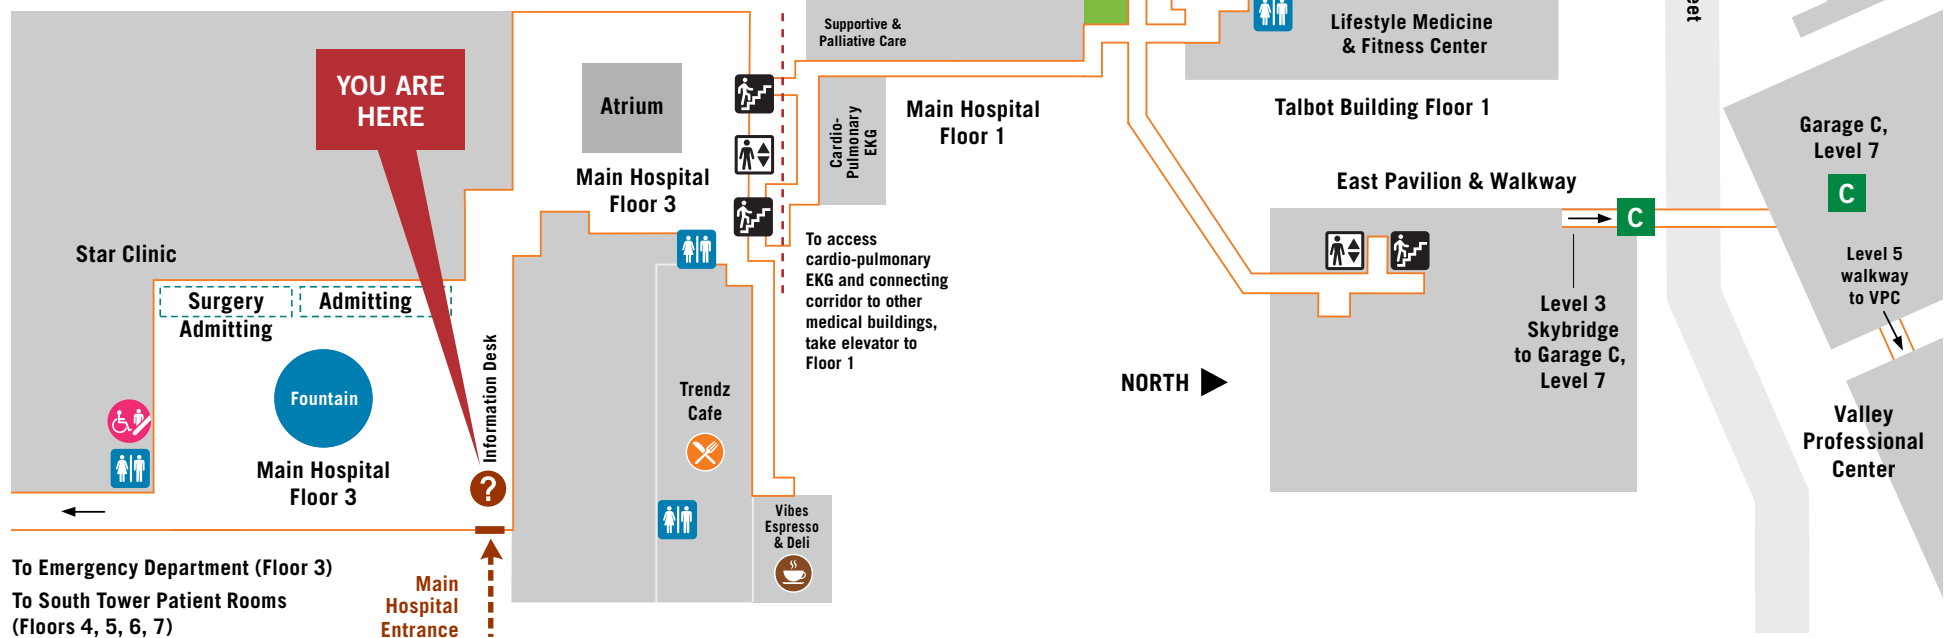 YOU ARE
HERE
Star Clinic
Surgery
Admitting
Admitting
Fountain
Main Hospital
Floor 3
Information Desk
?
To Emergency Department (Floor 3)
To South Tower Patient Rooms
(Floors 4, 5, 6, 7)
Main
Hospital
Entrance
Atrium
Main Hospital
Floor 3
Trendz
Cafe
Vibes
Espresso
& Deli
Supportive &
Palliative Care
Cardio-
Pulmonary
EKG
Main Hospital
Floor 1
To access
cardio-pulmonary
EKG and connecting
corridor to other
medical buildings,
take elevator to
Floor 1
Lifestyle Medicine
& Fitness Center
Talbot Building Floor 1
East Pavilion & Walkway
C
Level 3
Skybridge
to Garage C,
Level 7
NORTH
eet
Garage C,
Level 7
C
Level 5
walkway
to VPC
Valley
Professional
Center